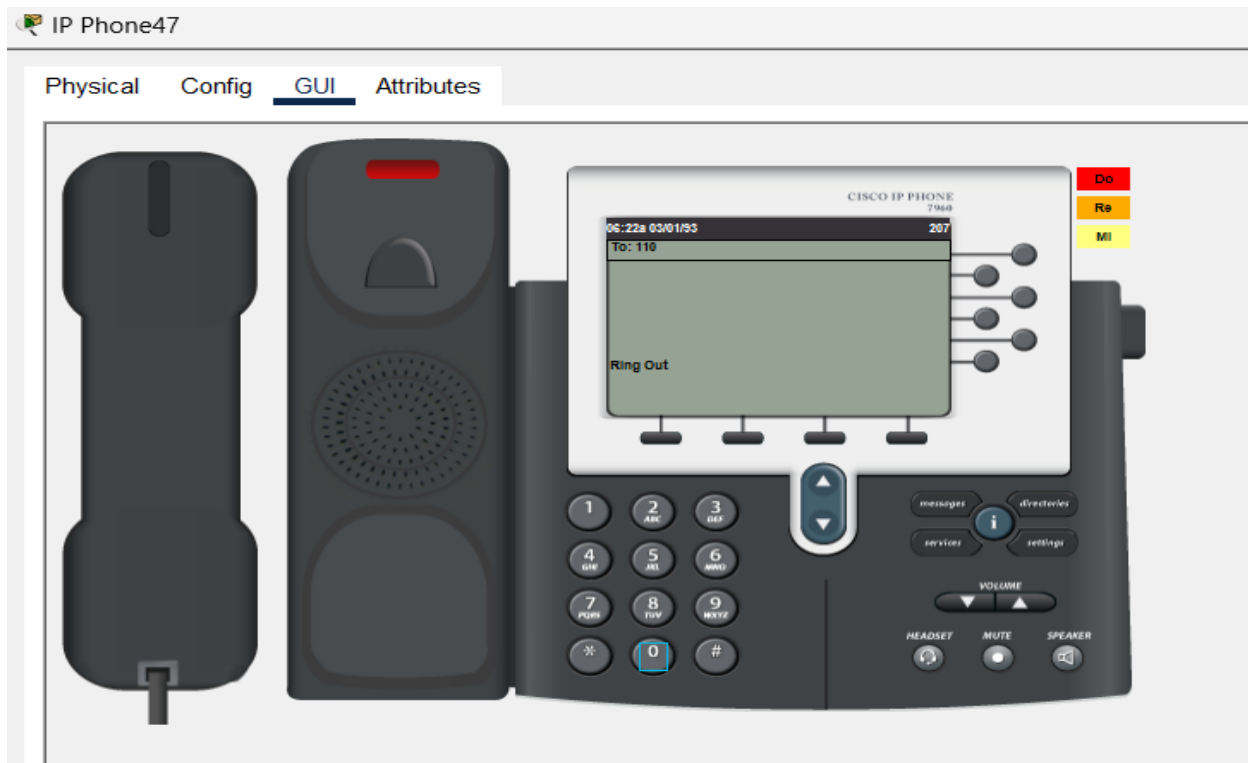 IP Phone47
Physical Config GUI Attributes
CISCO IP PHONE
7960
06:22a 03/01/93 207
To: 110
Ring Out
Do
Re
MI
1 2 ABC 3 DEF
4 GHI 5 JKL 6 MNO
7 PQRS 8 TUV 9 WXYZ
* 0 #
messages directories
i
services settings
VOLUME
HEADSET MUTE SPEAKER